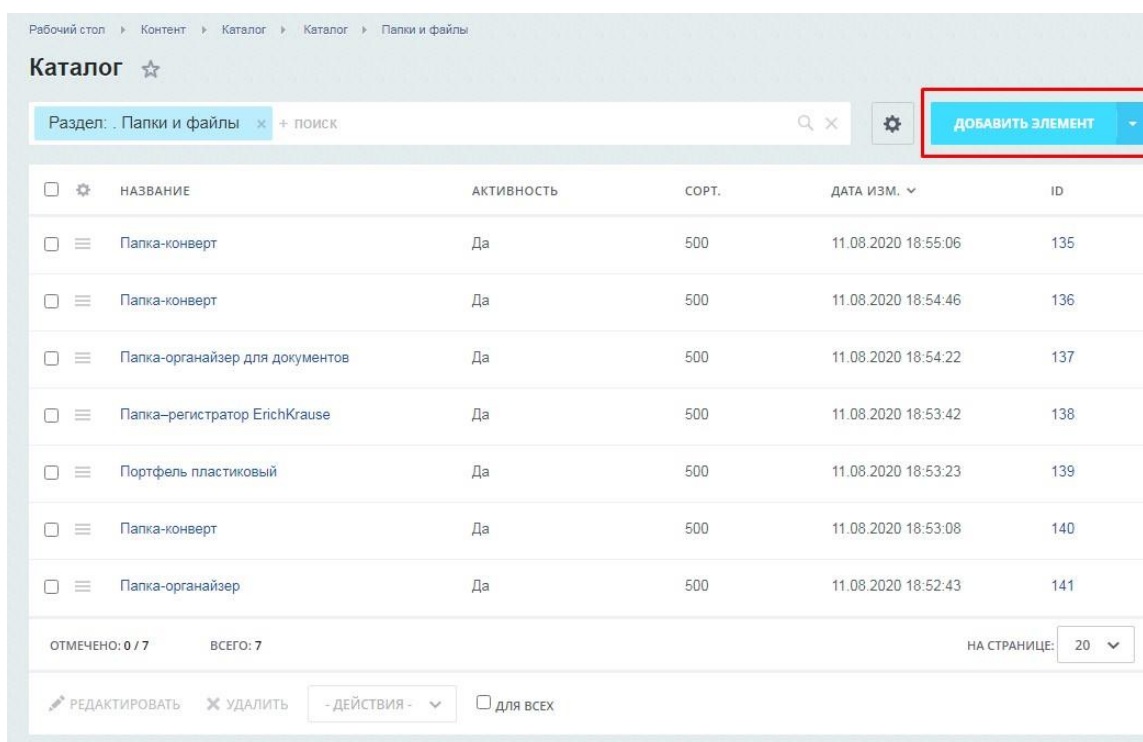 Рабочий стол Контент Каталог Каталог Папки и файлы
Каталог
Раздел: . Папки и файлы × + поиск ДОБАВИТЬ ЭЛЕМЕНТ
НАЗВАНИЕ АКТИВНОСТЬ СОРТ. ДАТА ИЗМ. ID
Папка-конверт Да 500 11.08.2020 18:55:06 135
Папка-конверт Да 500 11.08.2020 18:54:46 136
Папка-органайзер для документов Да 500 11.08.2020 18:54:22 137
Папка–регистратор ErichKrause Да 500 11.08.2020 18:53:42 138
Портфель пластиковый Да 500 11.08.2020 18:53:23 139
Папка-конверт Да 500 11.08.2020 18:53:08 140
Папка-органайзер Да 500 11.08.2020 18:52:43 141
ОТМЕЧЕНО: 0 / 7 ВСЕГО: 7 НА СТРАНИЦЕ: 20
РЕДАКТИРОВАТЬ УДАЛИТЬ - ДЕЙСТВИЯ - ДЛЯ ВСЕХ